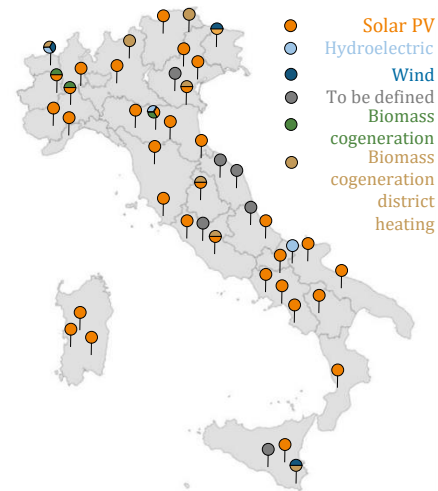 Solar PV
Hydroelectric
Wind
To be defined
Biomass
cogeneration
Biomass
cogeneration
district
heating